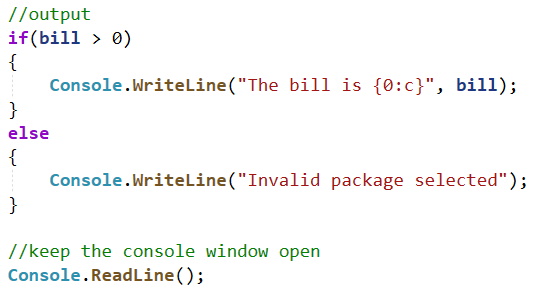 //output
if(bill > 0)
{
    Console.WriteLine("The bill is {0:c}", bill);
}
else
{
    Console.WriteLine("Invalid package selected");
}

//keep the console window open
Console.ReadLine();